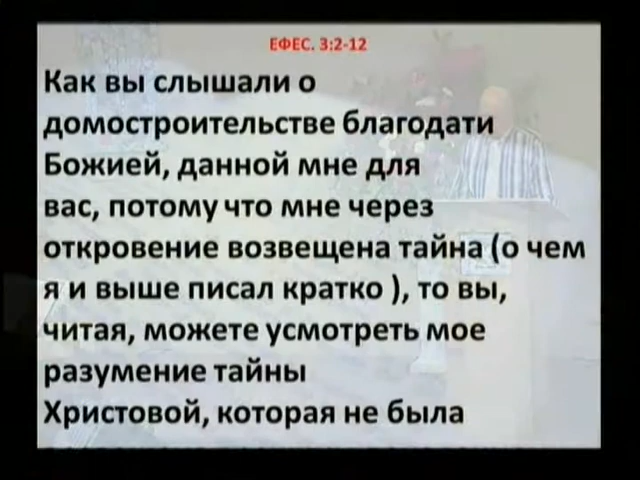 ЕФЕС. 3:2-12
Как вы слышали о
домостроительстве благодати
Божией, данной мне для
вас, потому что мне через
откровение возвещена тайна (о чем
я и выше писал кратко ), то вы,
читая, можете усмотреть мое
разумение тайны
Христовой, которая не была